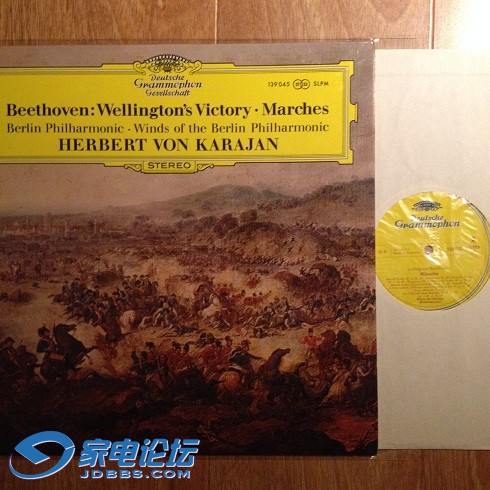 Deutsche
Grammophon
Gesellschaft
139 045 SLPM
Beethoven: Wellington's Victory · Marches
Berlin Philharmonic · Winds of the Berlin Philharmonic
HERBERT VON KARAJAN
STEREO
Deutsche
Grammophon
家电论坛
JDBBS.COM